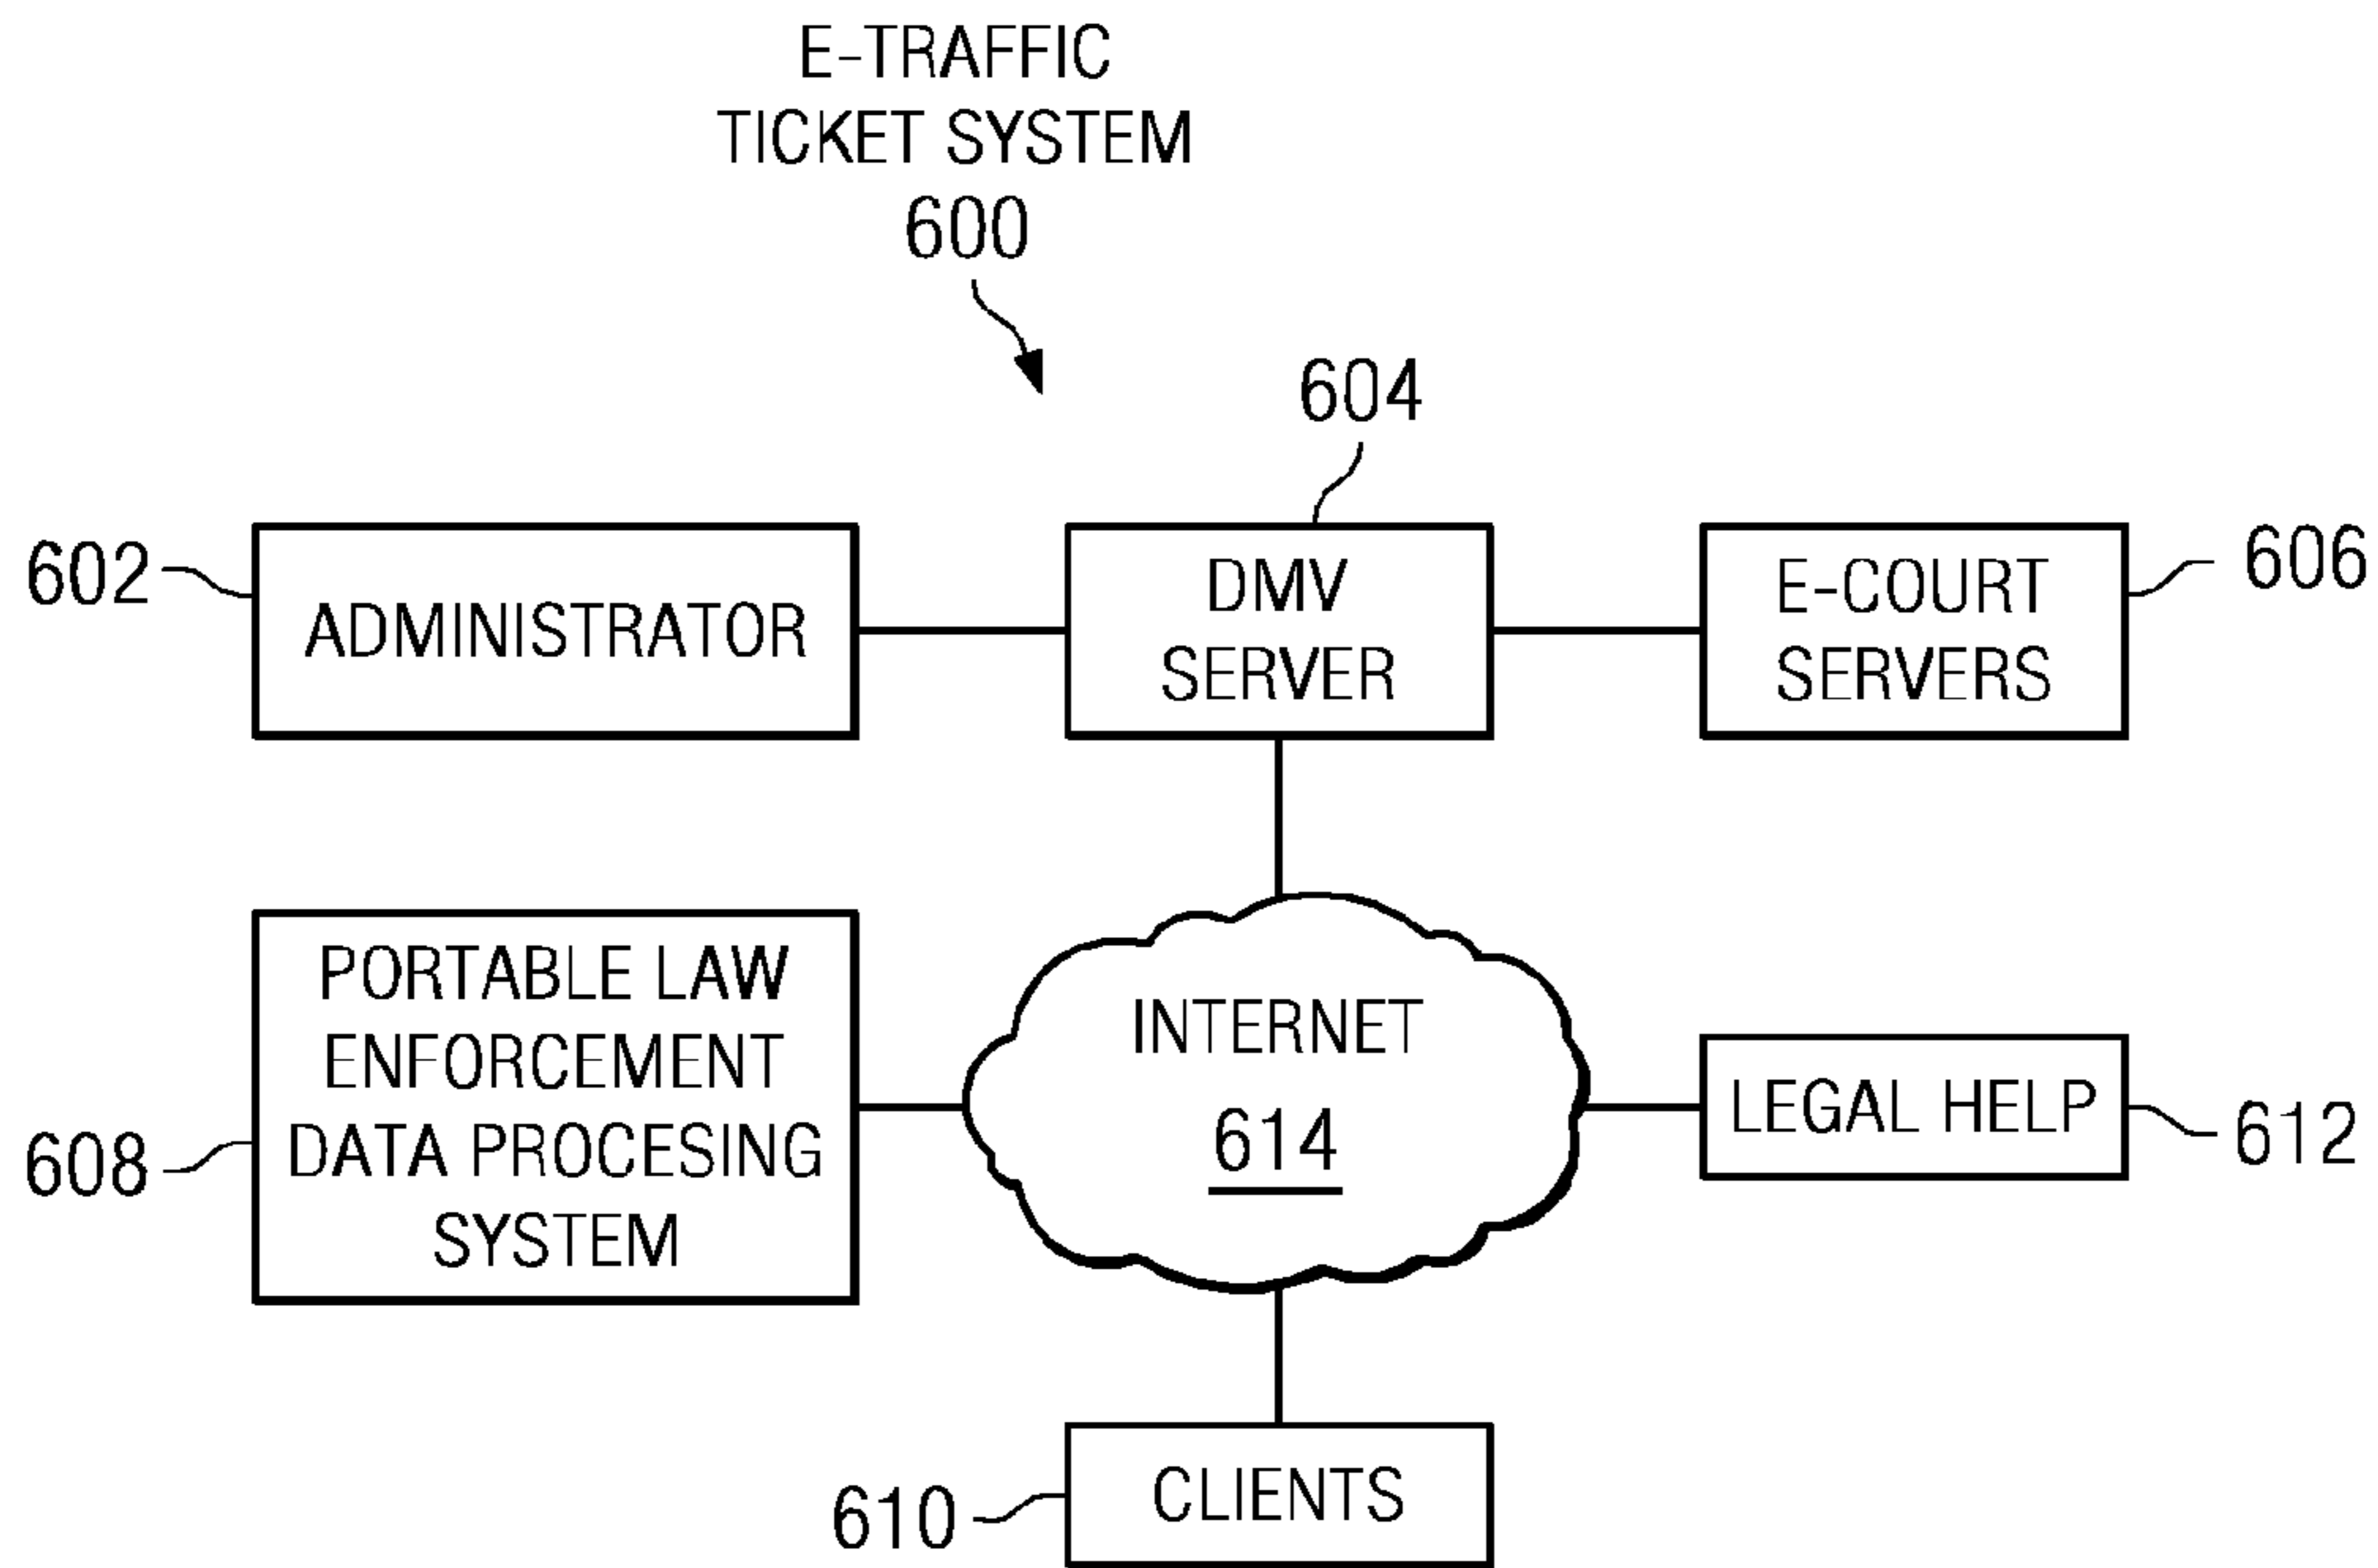 E-TRAFFIC
TICKET SYSTEM
600
604
602
ADMINISTRATOR
DMV
SERVER
E-COURT
SERVERS
606
PORTABLE LAW
ENFORCEMENT
DATA PROCESING
SYSTEM
608
INTERNET
614
LEGAL HELP
612
610
CLIENTS